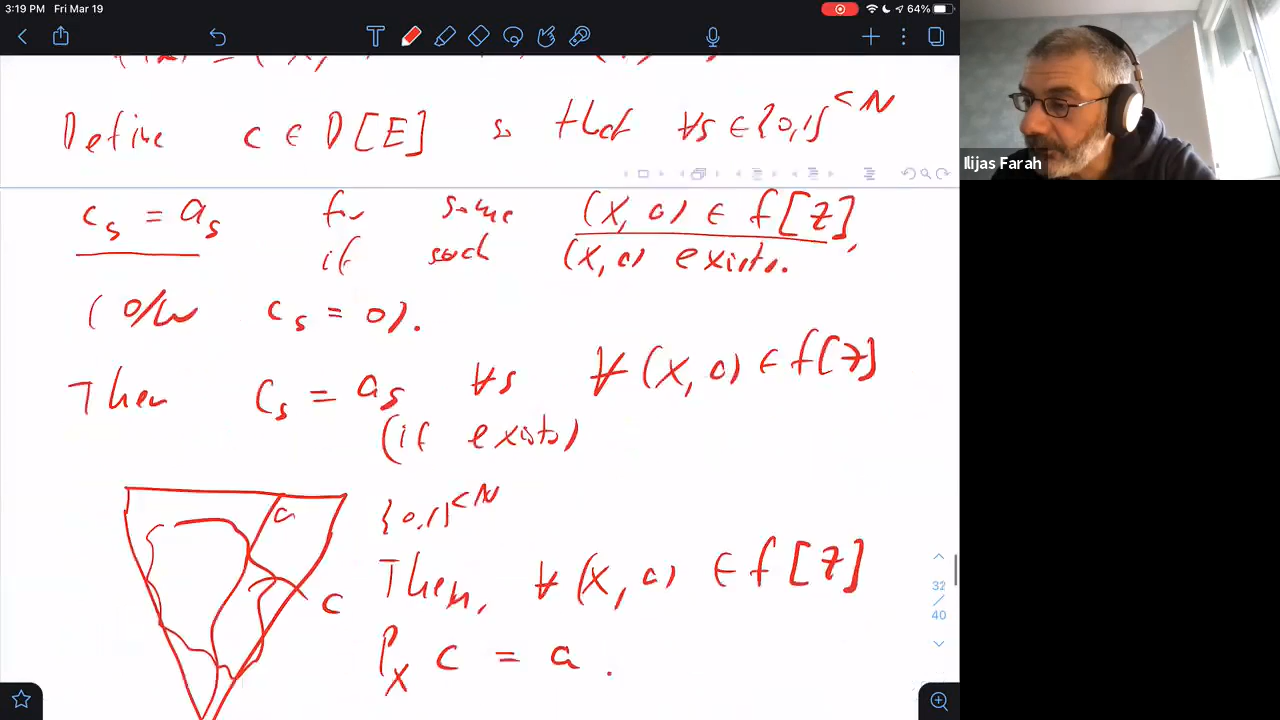 3:19 PM Fri Mar 19
64%
Define c ∈ D[E] so that ∀s ∈ {0,1}^{<N}
c_s = a_s for some (X, a) ∈ f[Z],
if such (X, a) exists.
(O/W c_s = 0).
Then c_s = a_s ∀s ∀(X, a) ∈ f[Z]
(if exists)
{0,1}^{<N}
a
c
Then, ∀(X, a) ∈ f[Z]
P_X c = a.
Ilijas Farah
32
/
40